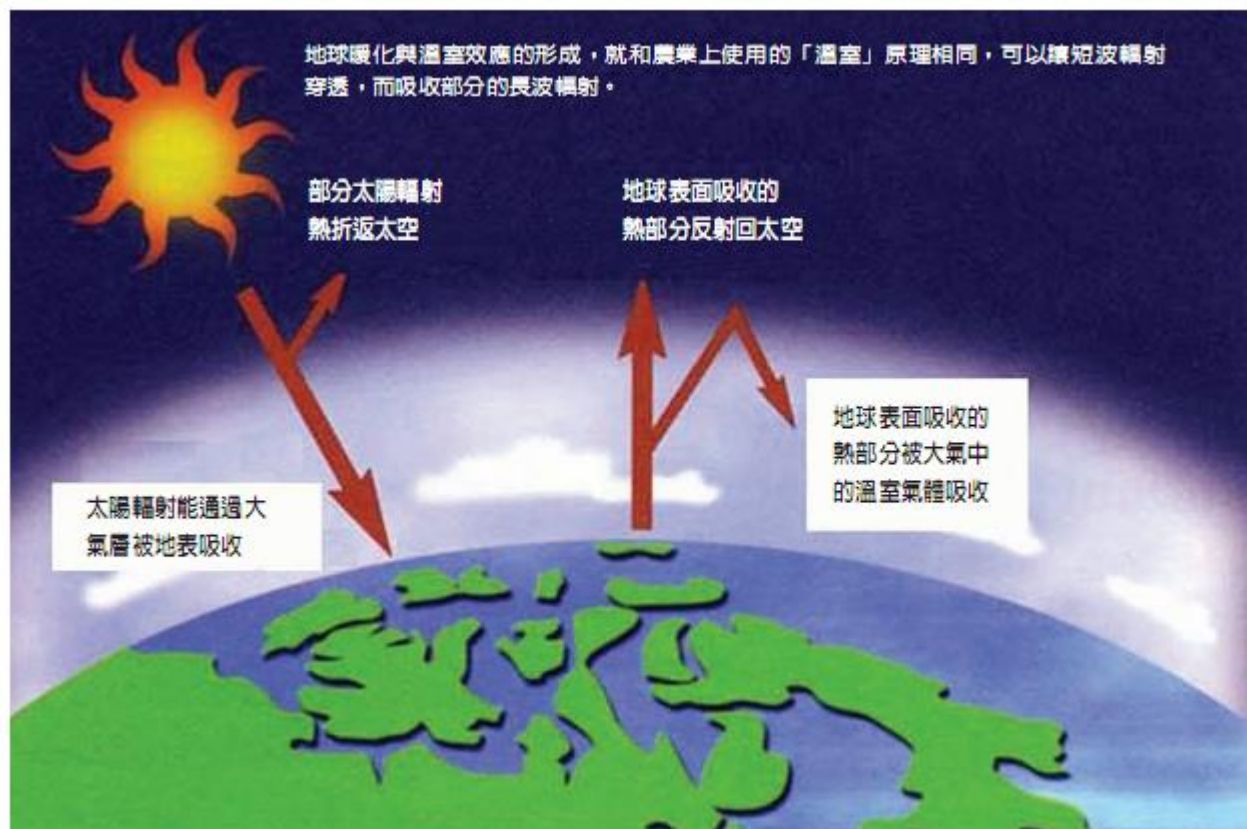 地球暖化與溫室效應的形成，就和農業上使用的「溫室」原理相同，可以讓短波輻射
穿透，而吸收部分的長波輻射。
部分太陽輻射
熱折返太空
地球表面吸收的
熱部分反射回太空
地球表面吸收的
熱部分被大氣中
的溫室氣體吸收
太陽輻射能通過大
氣層被地表吸收